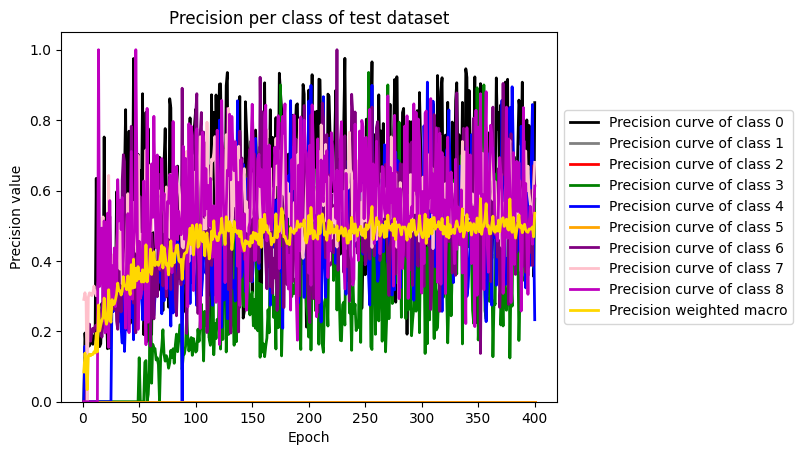 Precision per class of test dataset
Precision value
1.0
0.8
0.6
0.4
0.2
0.0
0
50
100
150
200
250
300
350
400
Epoch
Precision curve of class 0
Precision curve of class 1
Precision curve of class 2
Precision curve of class 3
Precision curve of class 4
Precision curve of class 5
Precision curve of class 6
Precision curve of class 7
Precision curve of class 8
Precision weighted macro